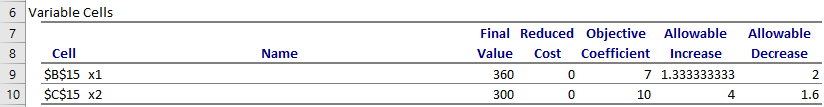 6 Variable Cells
7 Final Reduced Objective Allowable Allowable
8 Cell Name Value Cost Coefficient Increase Decrease
9 $B$15 x1 360 0 7 1.333333333 2
10 $C$15 x2 300 0 10 4 1.6